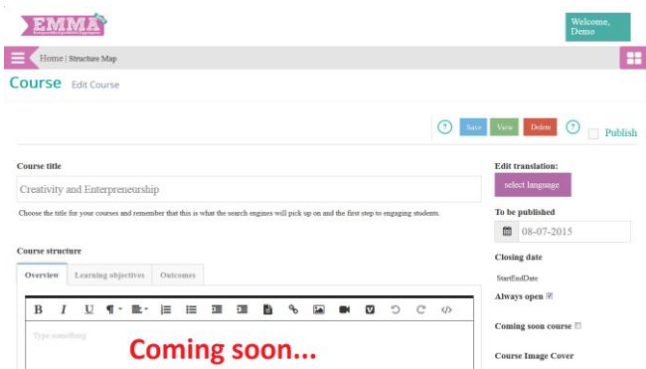 EMMA
Welcome,
Demo
Home | Structure Map
Course Edit Course
Save View Delete Publish
Course title
Creativity and Enterpreneurship
Choose the title for your courses and remember that this is what the search engines will pick up on and the first step to engaging students.
Edit translation:
select language
To be published
08-07-2015
Closing date
StartEndDate
Always open
Coming soon course
Course Image Cover
Course structure
Overview Learning objectives Outcomes
B I U
Type something
Coming soon...